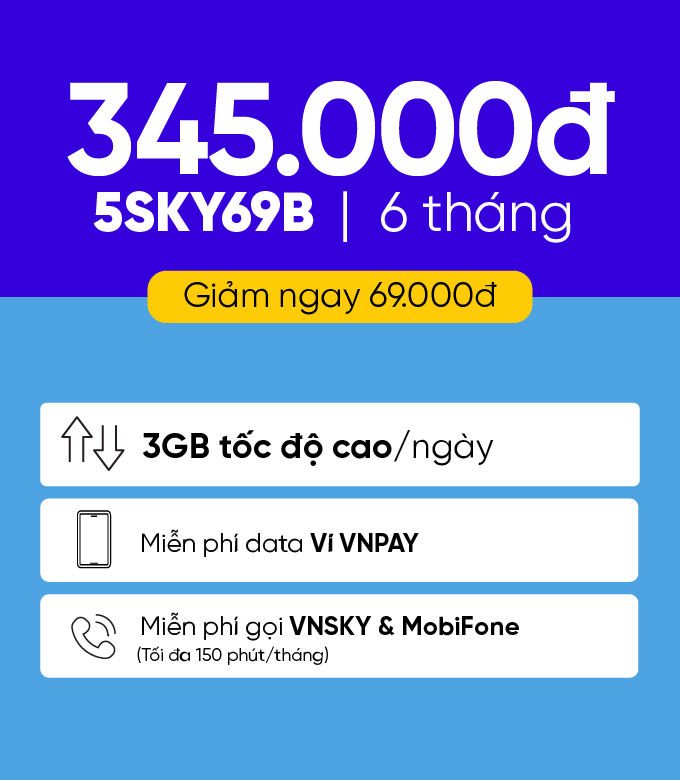 345.000đ
5SKY69B | 6 tháng
Giảm ngay 69.000đ
3GB tốc độ cao/ngày
Miễn phí data Ví VNPAY
Miễn phí gọi VNSKY & MobiFone
(Tối đa 150 phút/tháng)